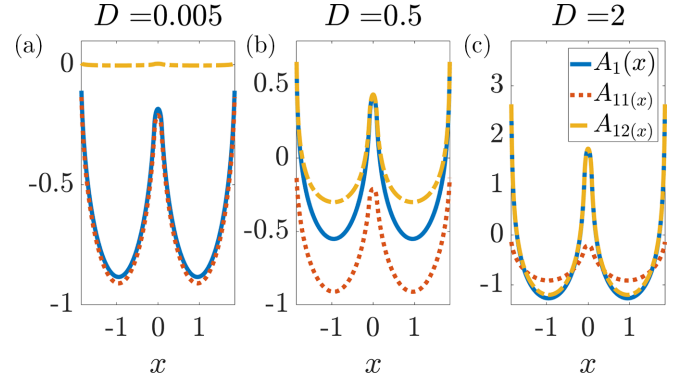 D = 0.005
D = 0.5
D = 2
(a)
(b)
(c)
0
-0.5
-1
0.5
0
-0.5
-1
3
2
1
0
-1
A₁(x)
A₁₁₍ₓ₎
A₁₂₍ₓ₎
-1 0 1
-1 0 1
-1 0 1
x
x
x